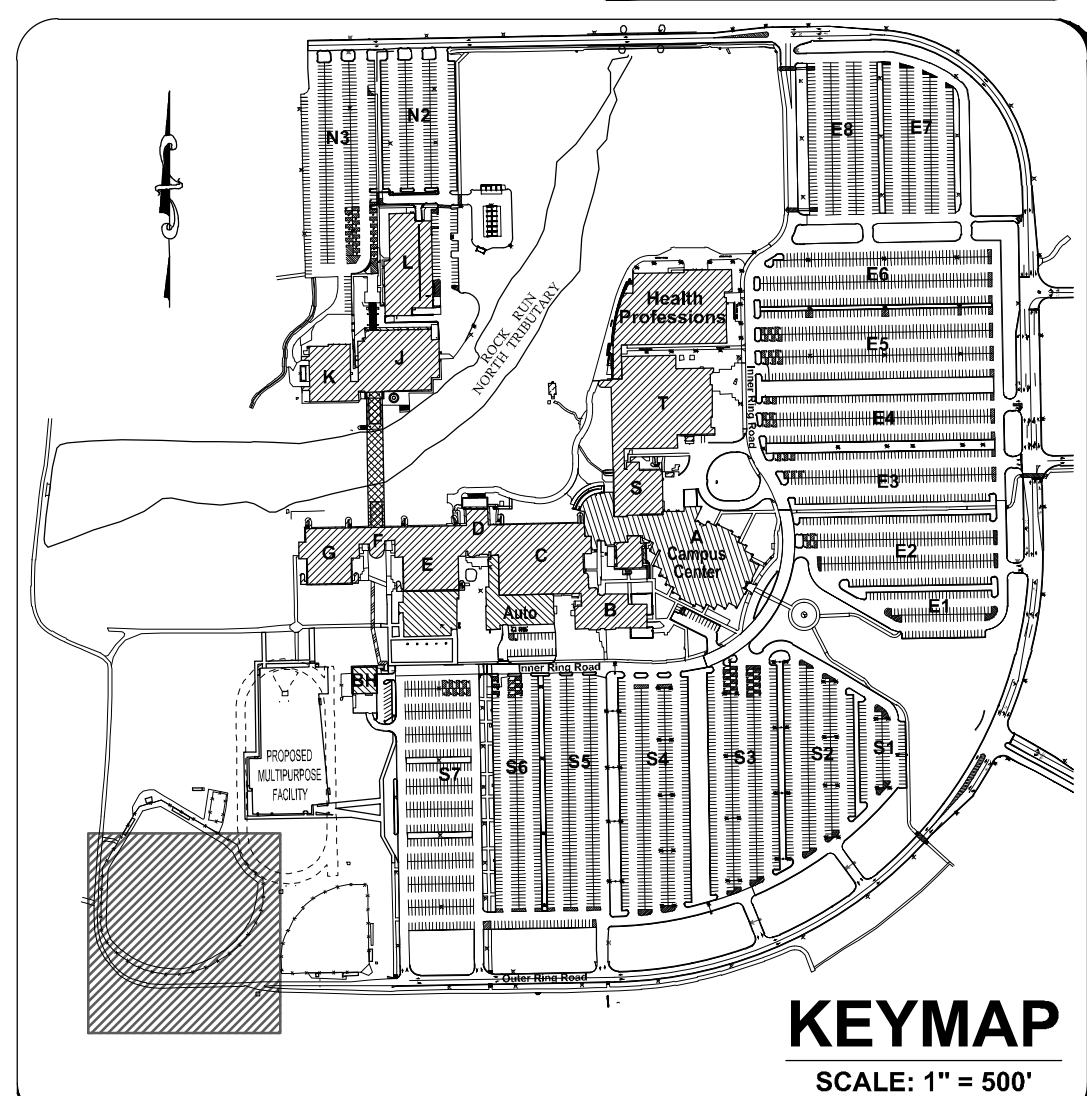 N3
N2
E8
E7
L
E6
Health
Professions
ROCK RUN
NORTH TRIBUTARY
E5
J
K
Inner Ring Road
T
E4
E3
S
D
F
G
E
C
A
Campus
Center
E2
Auto
B
E1
Inner Ring Road
BH
PROPOSED
MULTIPURPOSE
FACILITY
S7
S6
S5
S4
S3
S2
S1
Outer Ring Road
KEYMAP
SCALE: 1" = 500'